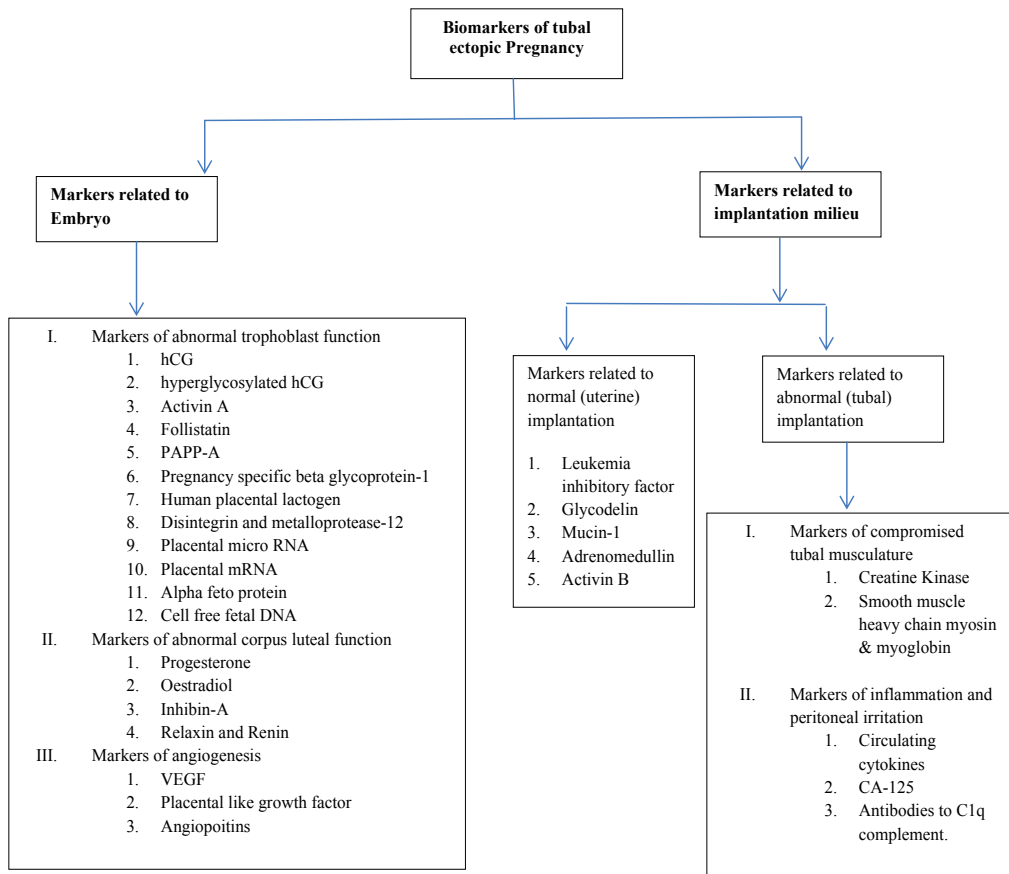 Biomarkers of tubal
ectopic Pregnancy
Markers related to
Embryo
Markers related to
implantation milieu
I. Markers of abnormal trophoblast function
1. hCG
2. hyperglycosylated hCG
3. Activin A
4. Follistatin
5. PAPP-A
6. Pregnancy specific beta glycoprotein-1
7. Human placental lactogen
8. Disintegrin and metalloprotease-12
9. Placental micro RNA
10. Placental mRNA
11. Alpha feto protein
12. Cell free fetal DNA
II. Markers of abnormal corpus luteal function
1. Progesterone
2. Oestradiol
3. Inhibin-A
4. Relaxin and Renin
III. Markers of angiogenesis
1. VEGF
2. Placental like growth factor
3. Angiopoitins
Markers related to
normal (uterine)
implantation
1. Leukemia
inhibitory factor
2. Glycodelin
3. Mucin-1
4. Adrenomedullin
5. Activin B
Markers related to
abnormal (tubal)
implantation
I. Markers of compromised
tubal musculature
1. Creatine Kinase
2. Smooth muscle
heavy chain myosin
& myoglobin
II. Markers of inflammation and
peritoneal irritation
1. Circulating
cytokines
2. CA-125
3. Antibodies to C1q
complement.